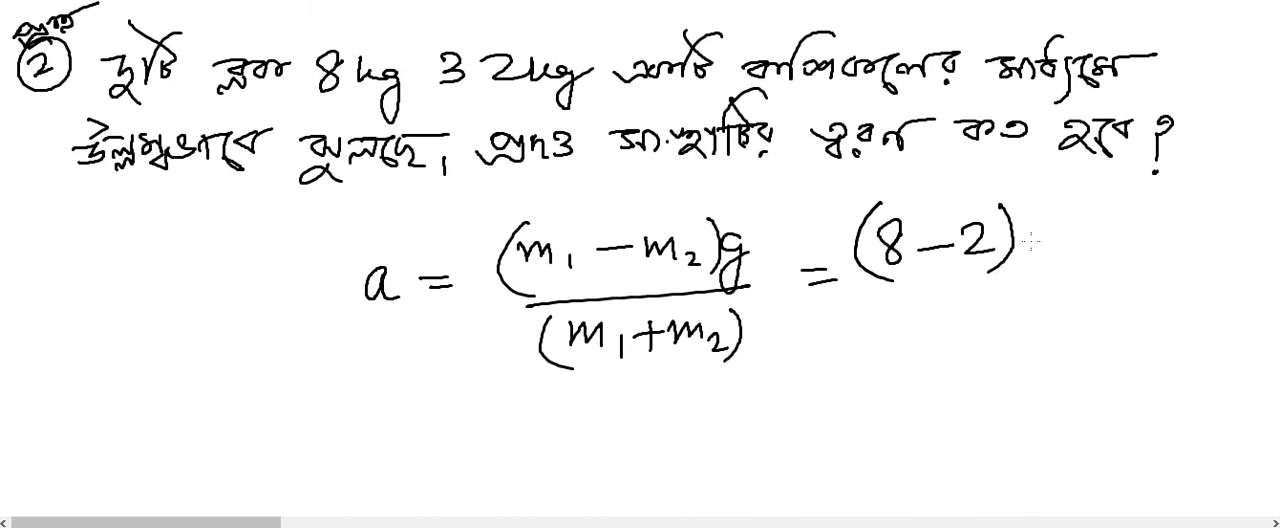 প্রশ্ন
2 দুটি ব্লক 8 kg ও 2 kg একটি কপিকলের মাধ্যমে
উল্লম্বভাবে ঝুলছে, প্রদত্ত সংস্থাটির ত্বরণ কত হবে ?
a = (m₁ - m₂)g / (m₁ + m₂) = (8 - 2)